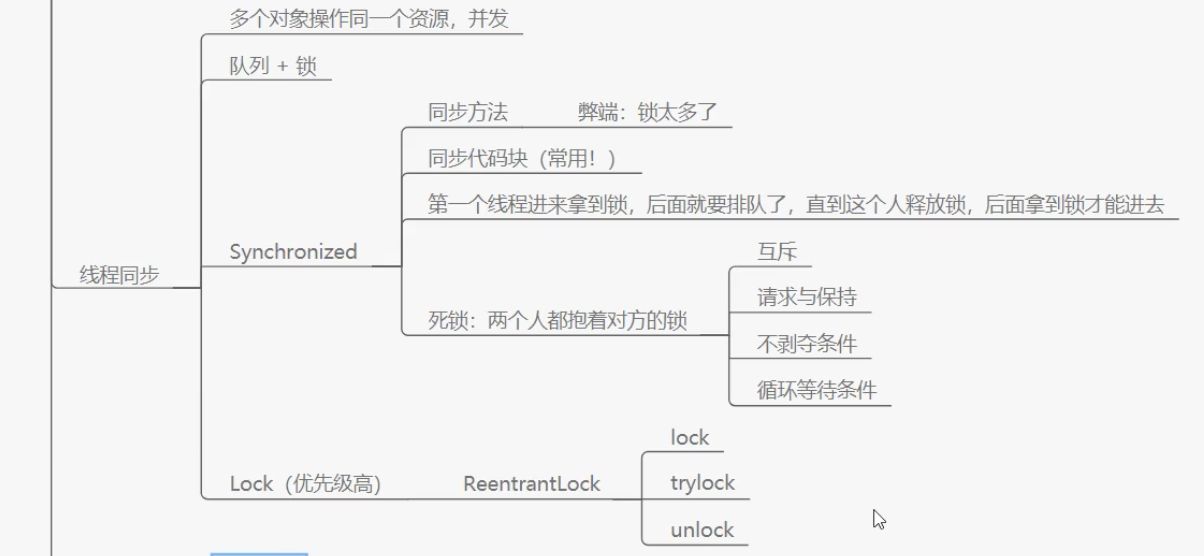 多个对象操作同一个资源，并发
队列 + 锁
同步方法 弊端：锁太多了
同步代码块（常用！）
第一个线程进来拿到锁，后面就要排队了，直到这个人释放锁，后面拿到锁才能进去
Synchronized
互斥
线程同步
请求与保持
死锁：两个人都抱着对方的锁
不剥夺条件
循环等待条件
lock
Lock（优先级高） ReentrantLock trylock
unlock